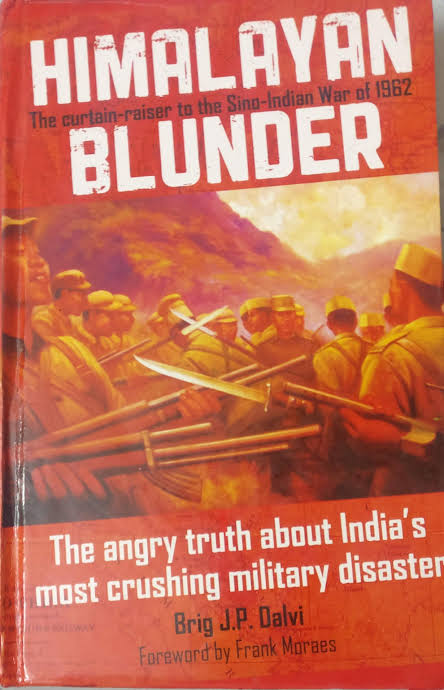 HIMALAYAN
The curtain-raiser to the Sino-Indian War of 1962
BLUNDER
The angry truth about India's
most crushing military disaster
Brig J.P. Dalvi
Foreword by Frank Moraes